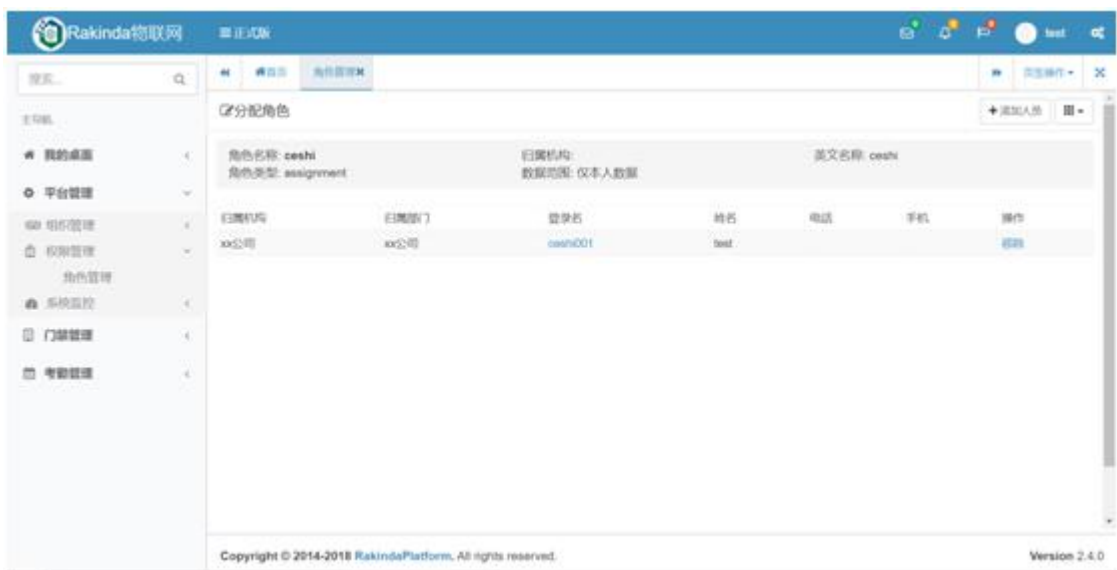 Rakinda物联网
正式版
test
搜索...
首页
角色管理
页签操作
主导航
分配角色
添加人员
我的桌面
角色名称: ceshi
归属机构:
英文名称: ceshi
角色类型: assignment
数据范围: 仅本人数据
平台管理
组织管理
归属机构
归属部门
登录名
姓名
电话
手机
操作
权限管理
xx公司
xx公司
ceshi001
test
移除
角色管理
系统监控
门禁管理
考勤管理
Copyright © 2014-2018 RakindaPlatform. All rights reserved.
Version 2.4.0